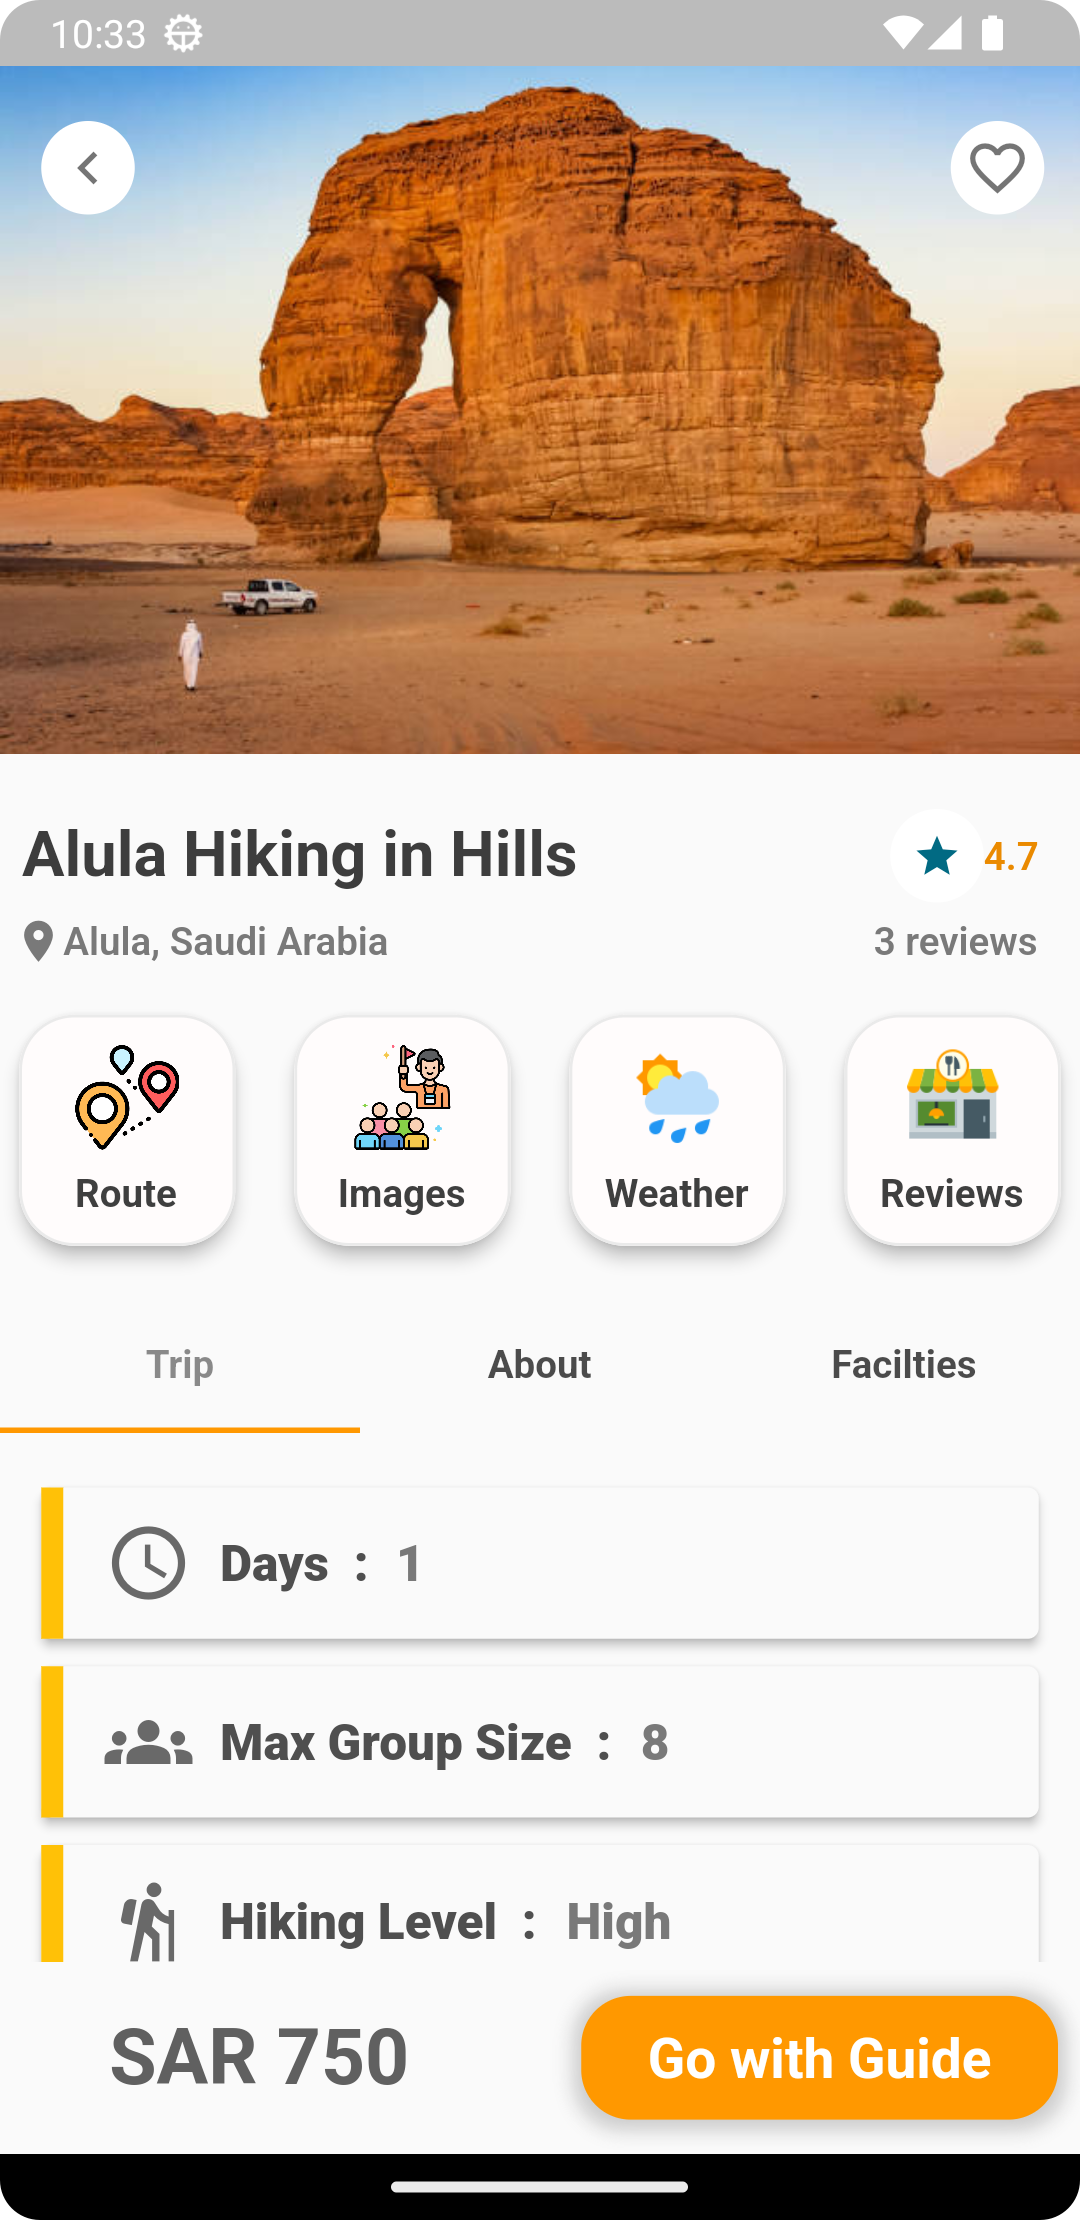 10:33
Alula Hiking in Hills
4.7
Alula, Saudi Arabia
3 reviews
Route
Images
Weather
Reviews
Trip
About
Facilties
Days : 1
Max Group Size : 8
Hiking Level : High
SAR 750
Go with Guide